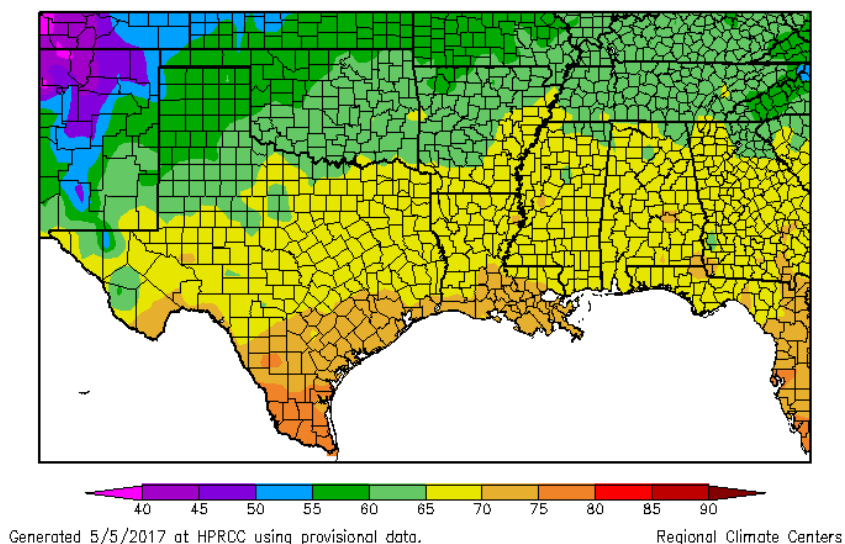 40 45 50 55 60 65 70 75 80 85 90
Generated 5/5/2017 at HPRCC using provisional data.
Regional Climate Centers